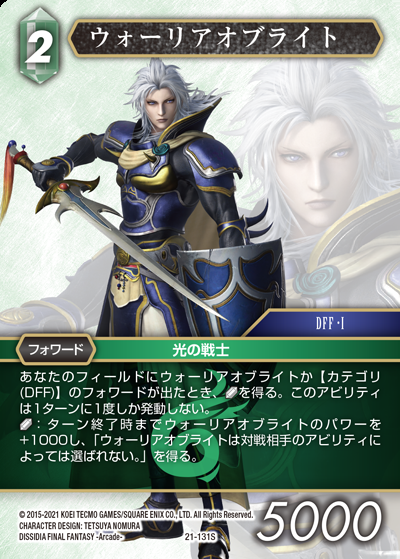 2
ウォーリアオブライト
DFF・I
フォワード
光の戦士
あなたのフィールドにウォーリアオブライトか【カテゴリ
(DFF)】のフォワードが出たとき、を得る。このアビリティ
は1ターンに1度しか発動しない。
：ターン終了時までウォーリアオブライトのパワーを
+1000し、「ウォーリアオブライトは対戦相手のアビリティに
よっては選ばれない。」を得る。
© 2015-2021 KOEI TECMO GAMES/SQUARE ENIX CO., LTD. All Rights Reserved.
CHARACTER DESIGN: TETSUYA NOMURA
DISSIDIA FINAL FANTASY -Arcade-
21-131S
5000